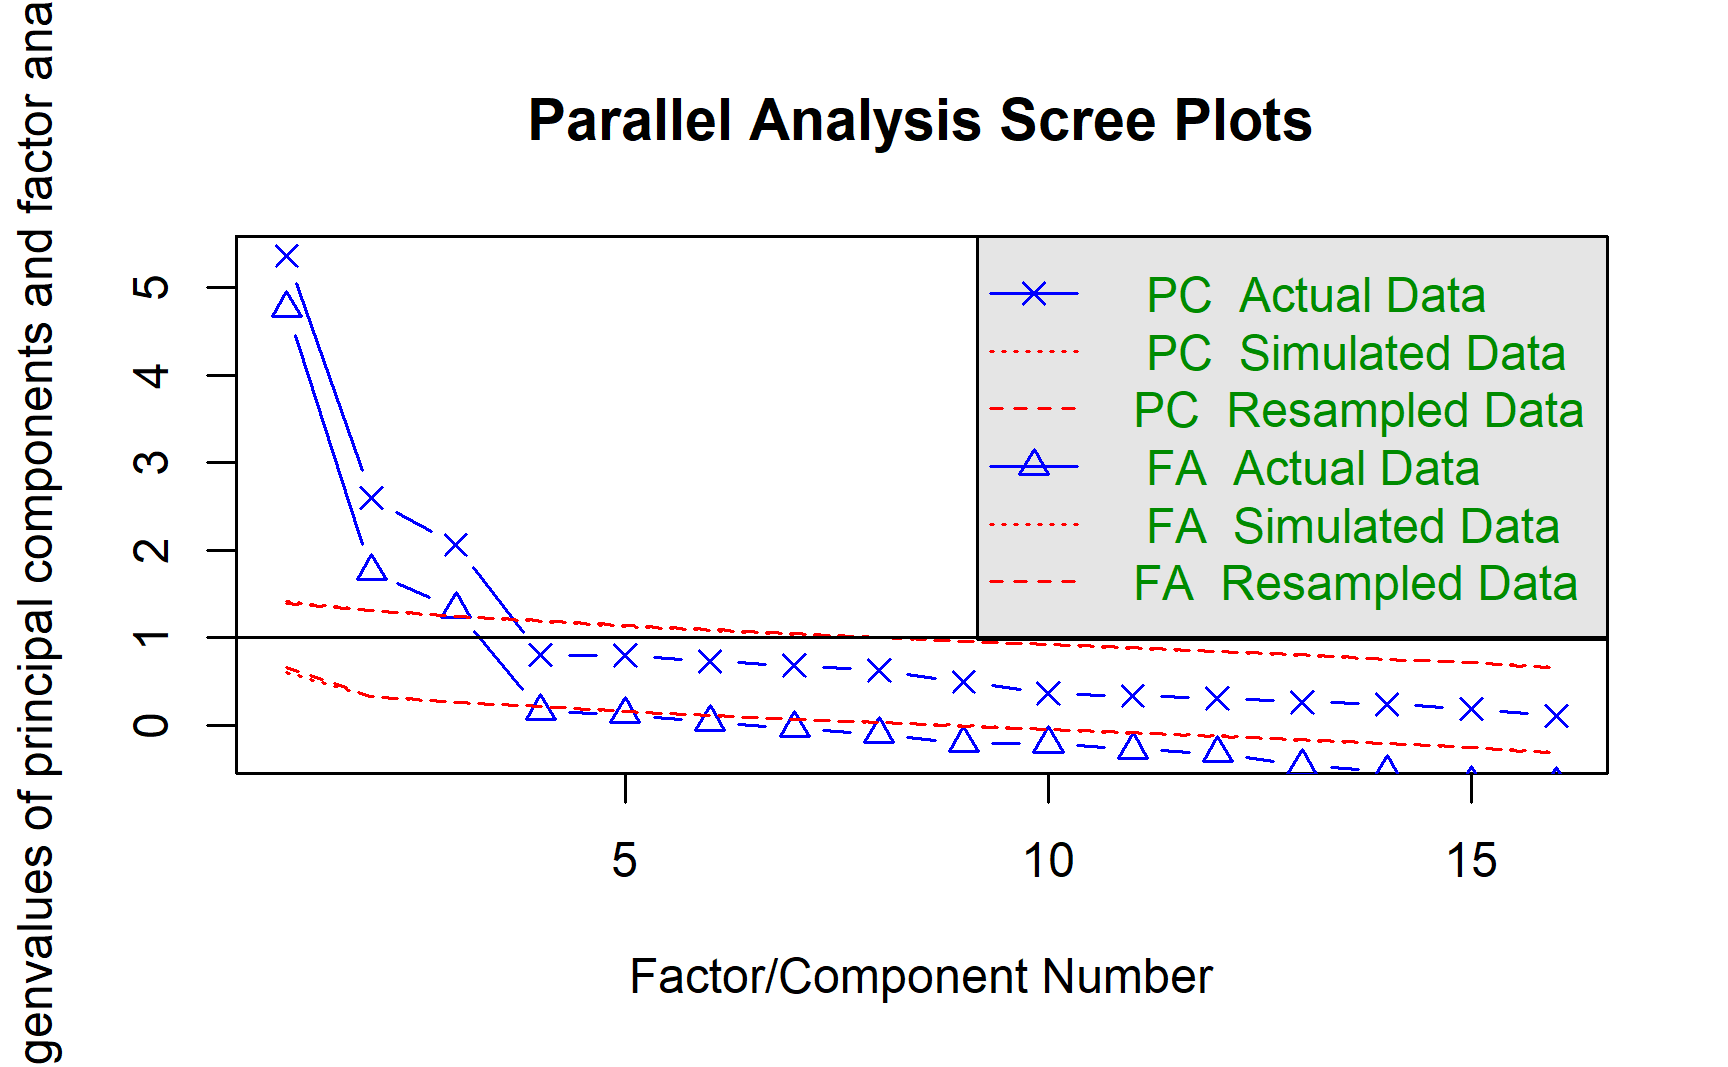 Parallel Analysis Scree Plots
genvalues of principal components and factor ana
5
4
3
2
1
0
PC Actual Data
PC Simulated Data
PC Resampled Data
FA Actual Data
FA Simulated Data
FA Resampled Data
5 10 15
Factor/Component Number